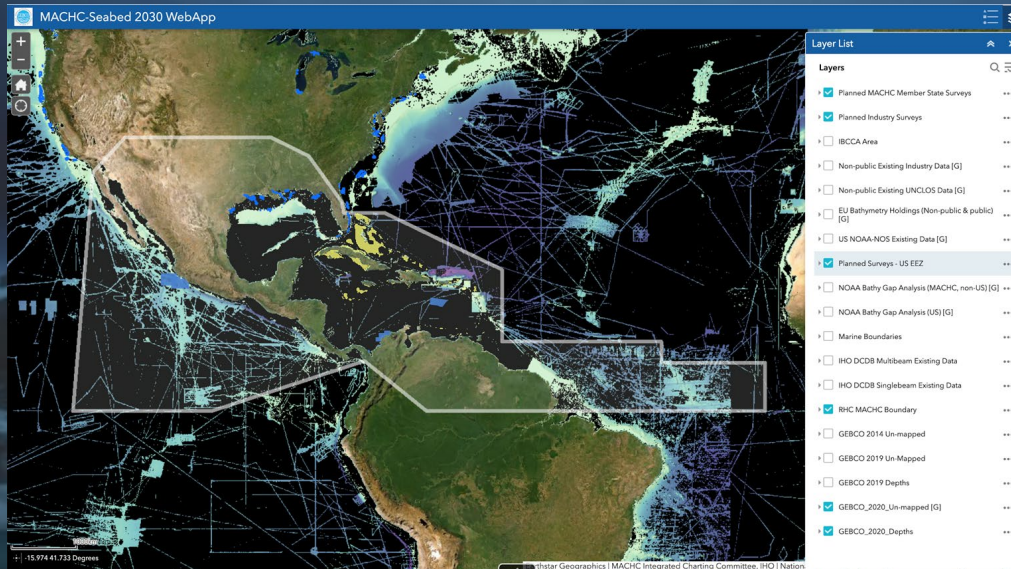 MACHC-Seabed 2030 WebApp
Layer List
Layers
Planned MACHC Member State Surveys
Planned Industry Surveys
IBCCA Area
Non-public Existing Industry Data [G]
Non-public Existing UNCLOS Data [G]
EU Bathymetry Holdings (Non-public & public)
[G]
US NOAA-NOS Existing Data [G]
Planned Surveys - US EEZ
NOAA Bathy Gap Analysis (MACHC, non-US) [G]
NOAA Bathy Gap Analysis (US) [G]
Marine Boundaries
IHO DCDB Multibeam Existing Data
IHO DCDB Singlebeam Existing Data
RHC MACHC Boundary
GEBCO 2014 Un-mapped
GEBCO 2019 Un-Mapped
GEBCO 2019 Depths
GEBCO_2020_Un-mapped [G]
GEBCO_2020_Depths
-15.974 41.733 Degrees
Earthstar Geographics | MACHC Integrated Charting Committee, IHO | Nationa